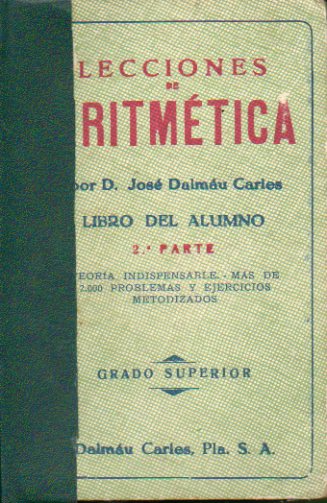 LECCIONES
DE
RITMÉTICA
por D. José Dalmáu Carles
LIBRO DEL ALUMNO
2.ª PARTE
TEORÍA INDISPENSABLE. - MÁS DE
7.000 PROBLEMAS Y EJERCICIOS
METODIZADOS
GRADO SUPERIOR
Dalmáu Carles, Pla. S. A.